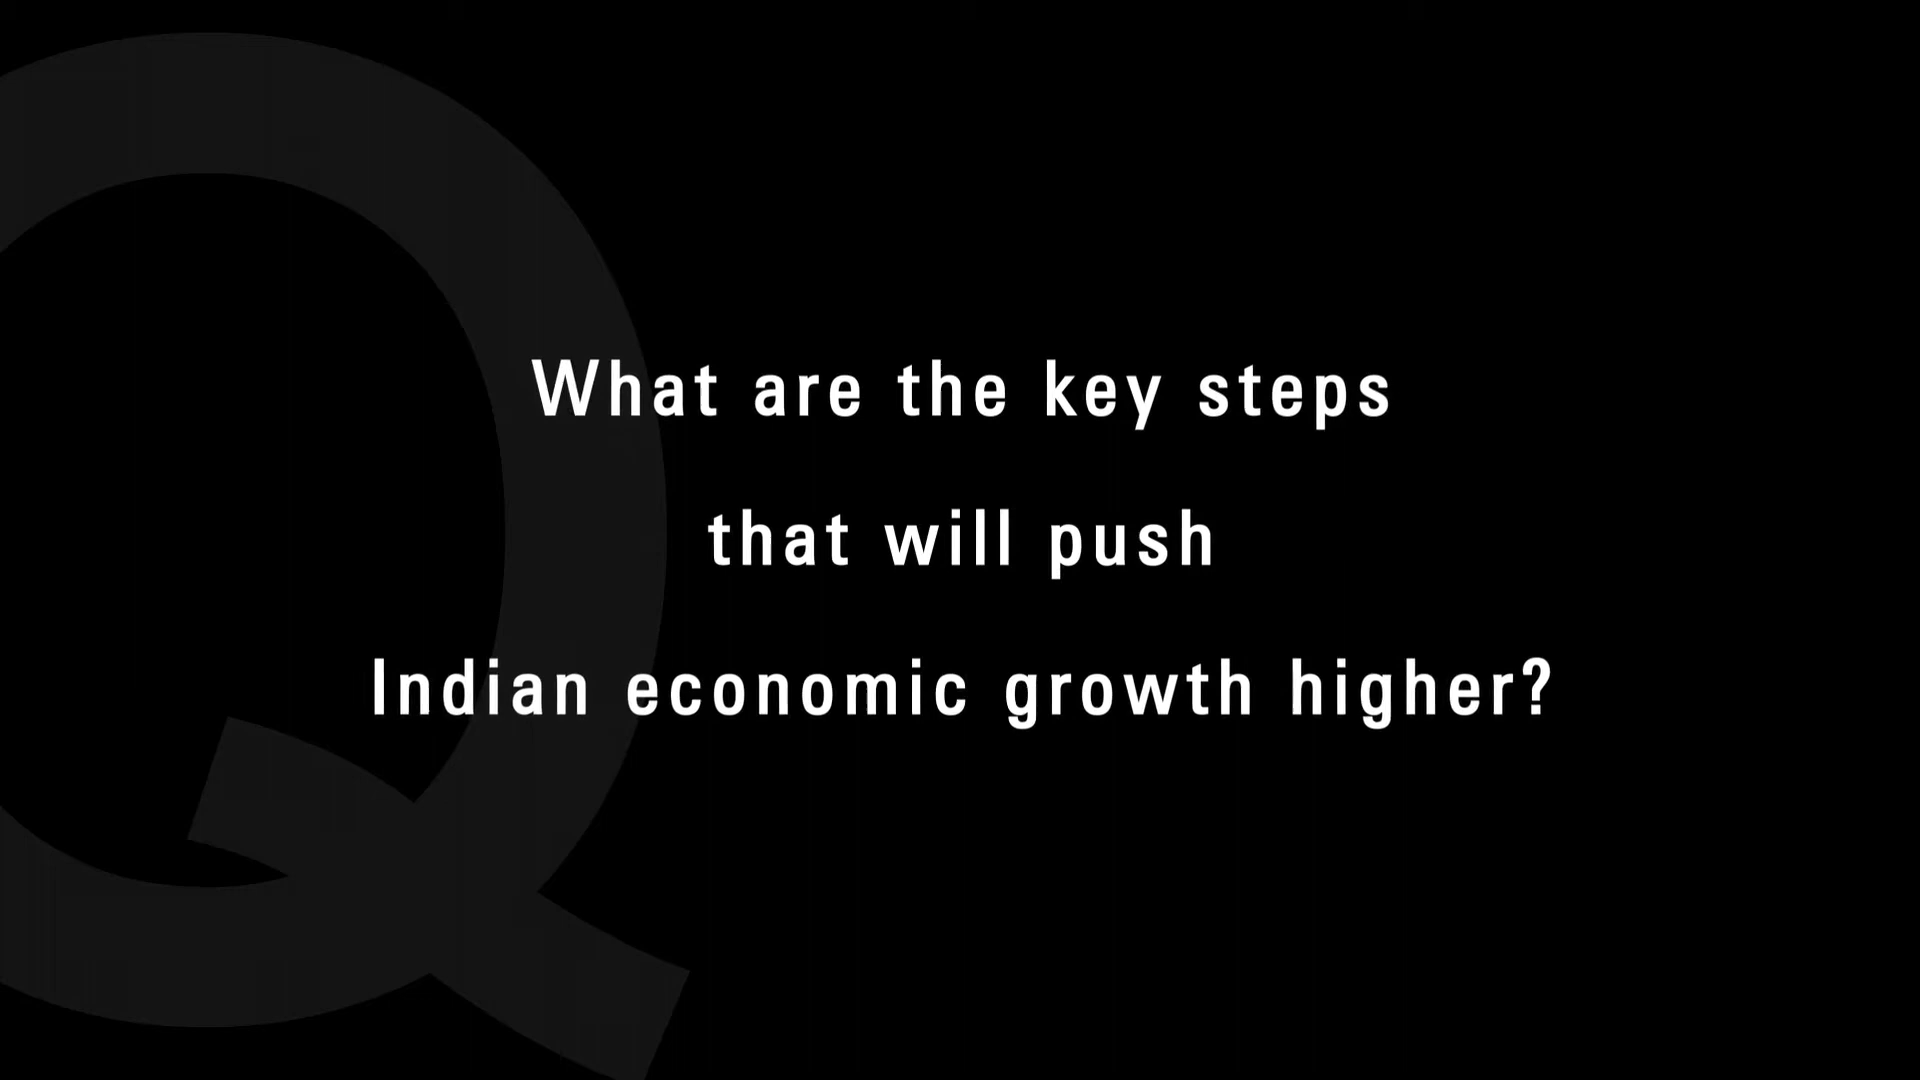 Q
What are the key steps
that will push
Indian economic growth higher?